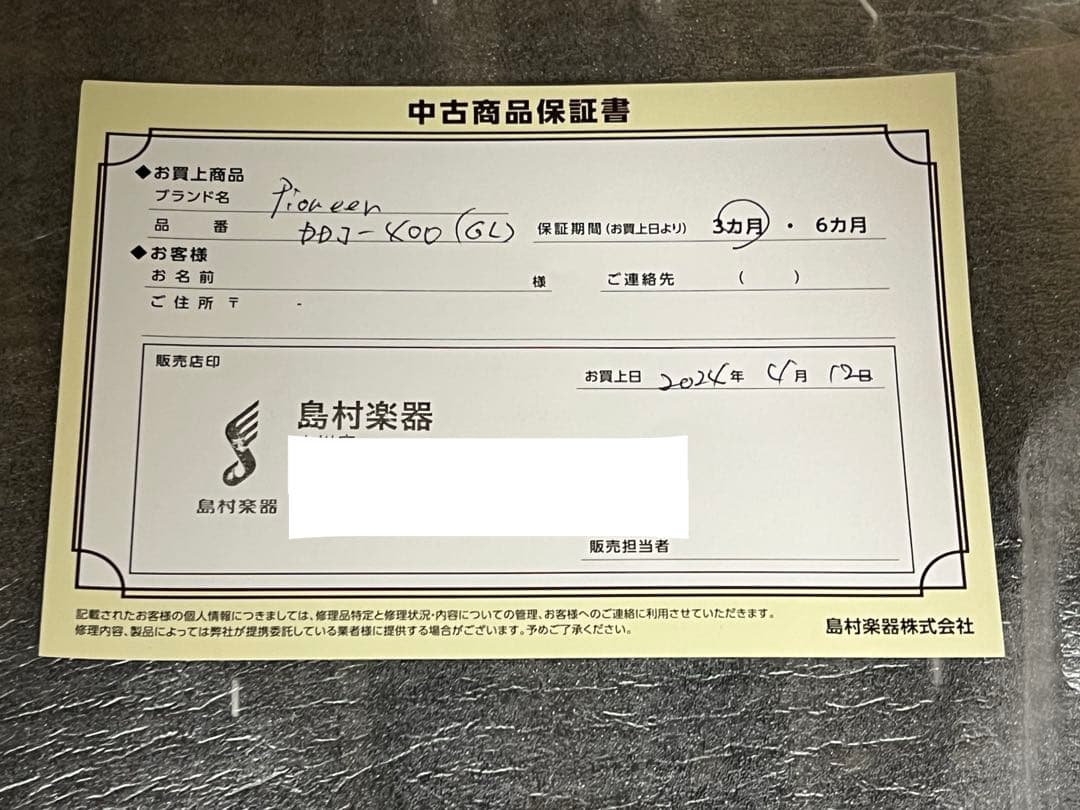 中古商品保証書
◆お買上商品
ブランド名 Pioneer
品番 DDJ-400(GL) 保証期間(お買上日より) 3カ月・6カ月
◆お客様
お名前 様 ご連絡先 ( )
ご住所 〒 -
販売店印
お買上日 2024年 4月 12日
島村楽器
島村楽器
販売担当者
記載されたお客様の個人情報につきましては、修理品特定と修理状況・内容についての管理、お客様へのご連絡に利用させていただきます。
修理内容、製品によっては弊社が提携委託している業者様に提供する場合がございます。予めご了承ください。
島村楽器株式会社